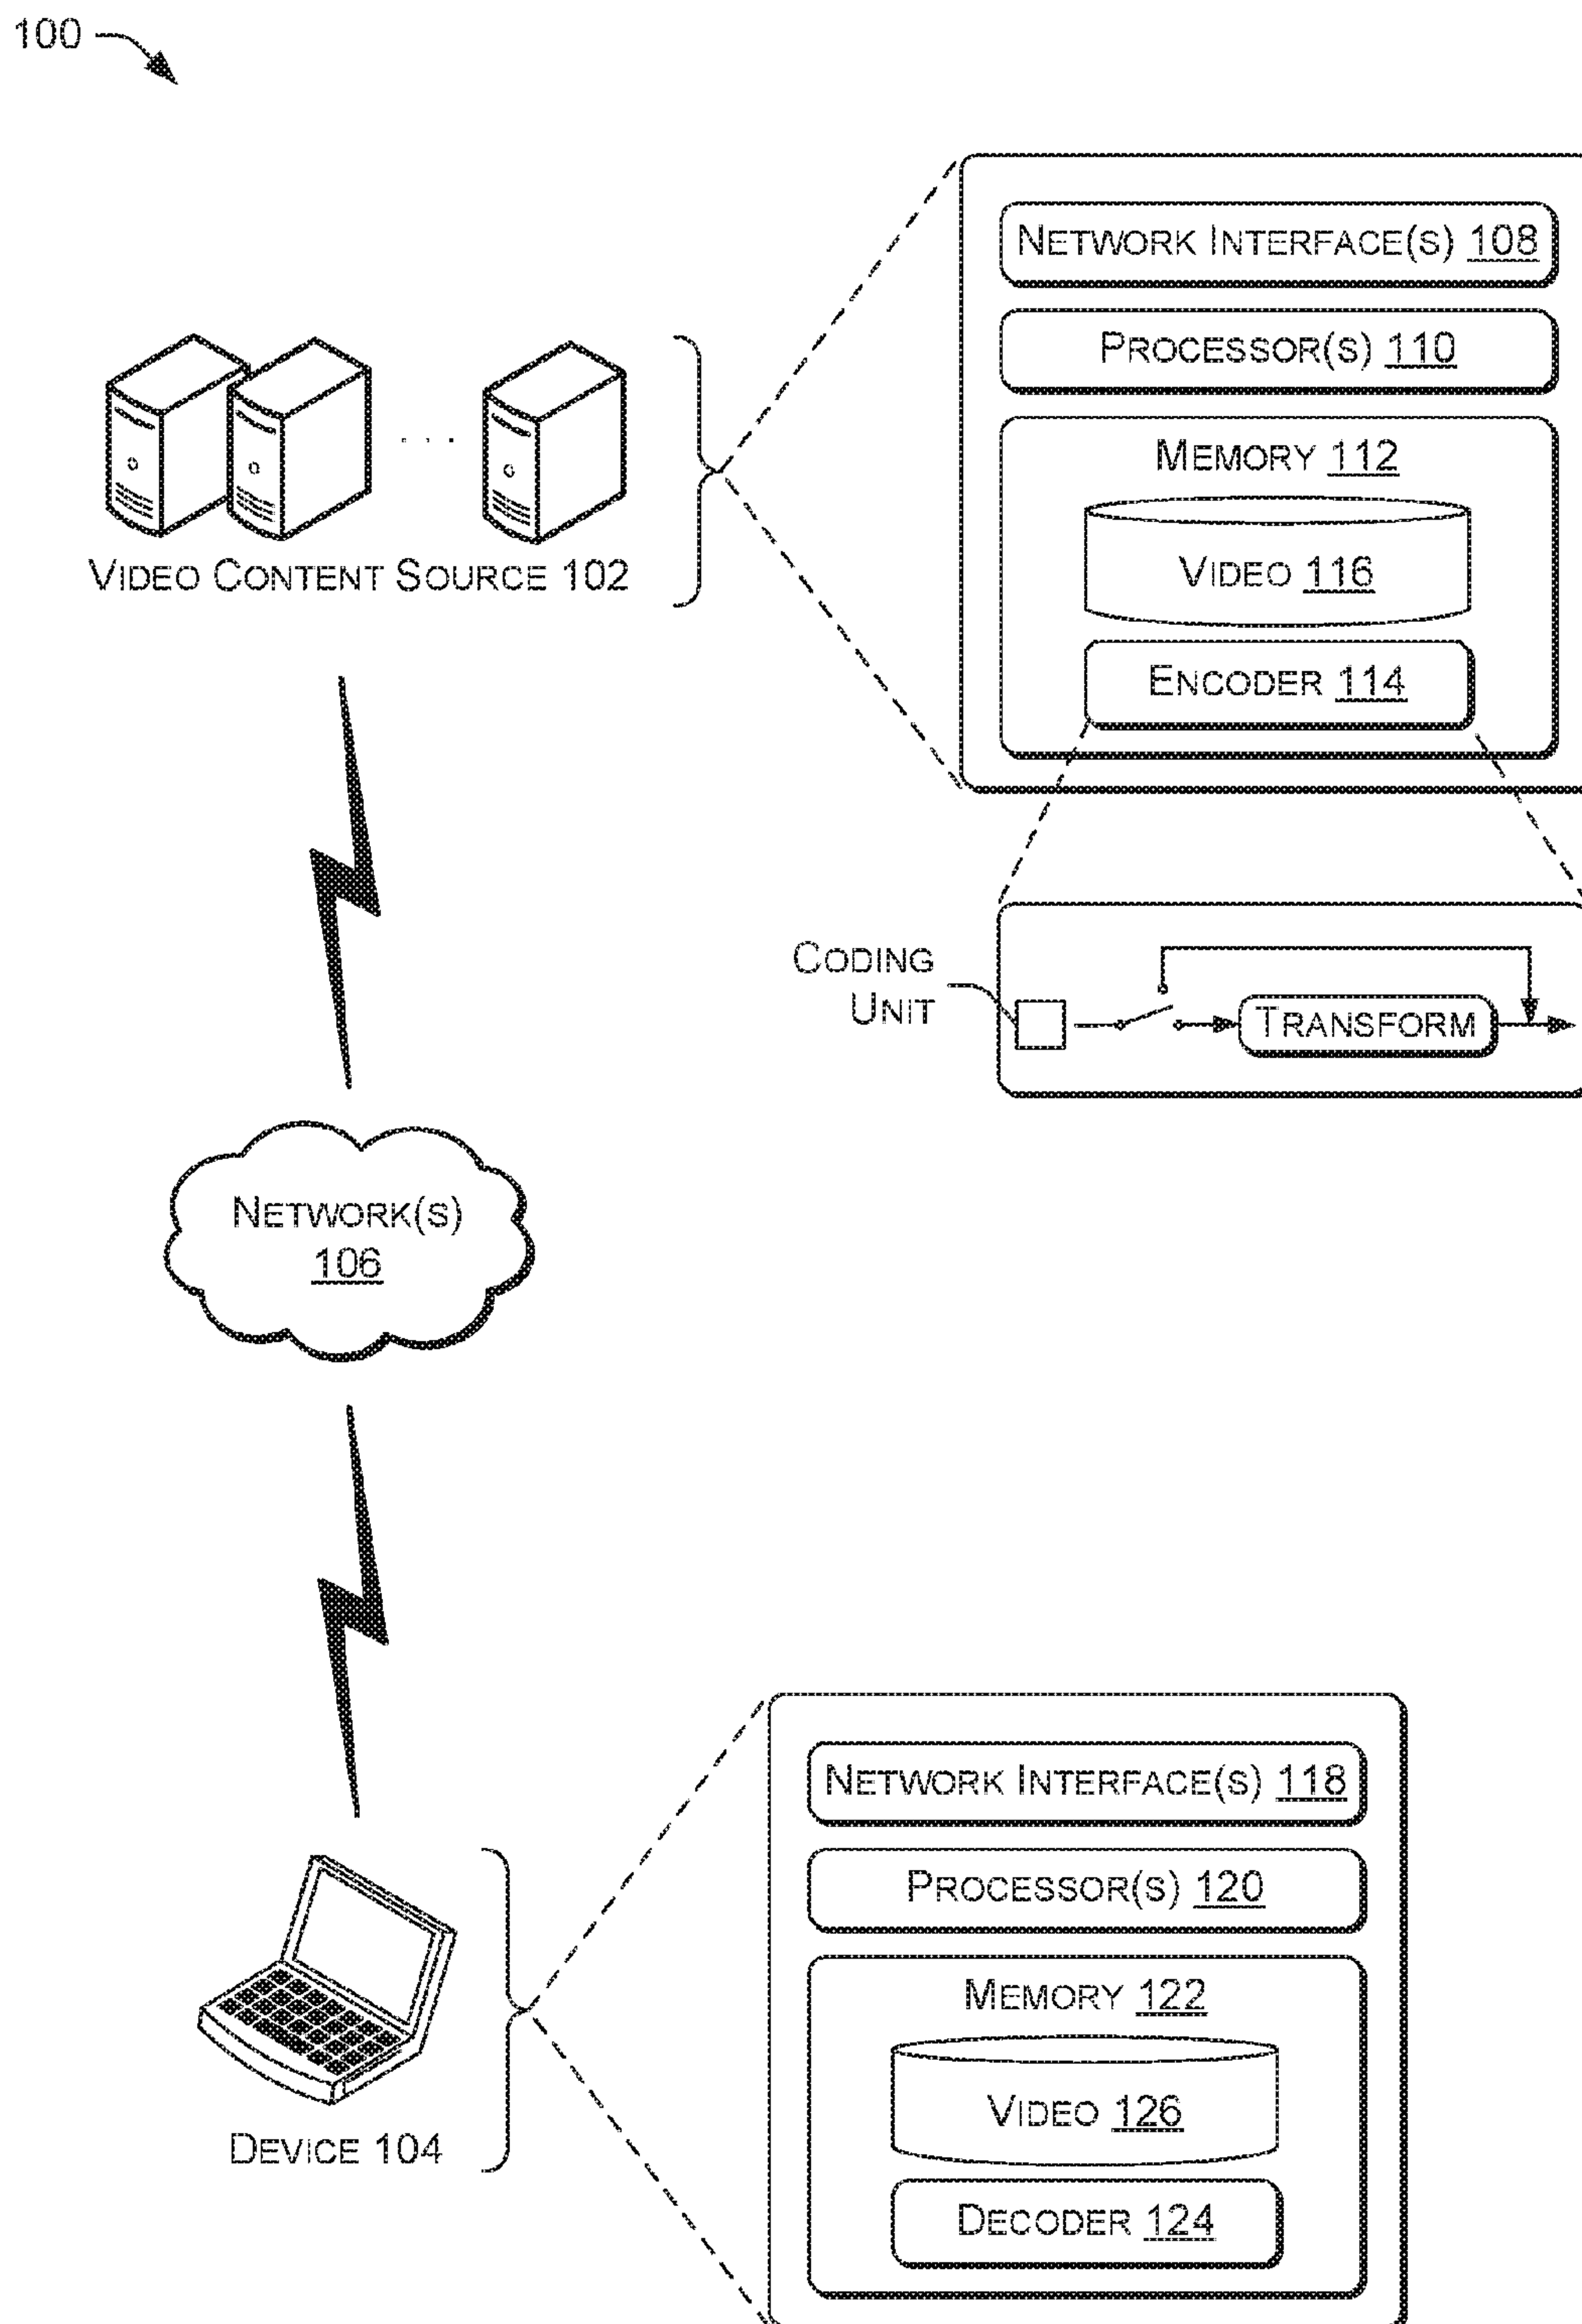 100
NETWORK INTERFACE(S) 108
PROCESSOR(S) 110
MEMORY 112
VIDEO 116
ENCODER 114
VIDEO CONTENT SOURCE 102
CODING
UNIT
TRANSFORM
NETWORK(S)
106
NETWORK INTERFACE(S) 118
PROCESSOR(S) 120
MEMORY 122
VIDEO 126
DECODER 124
DEVICE 104